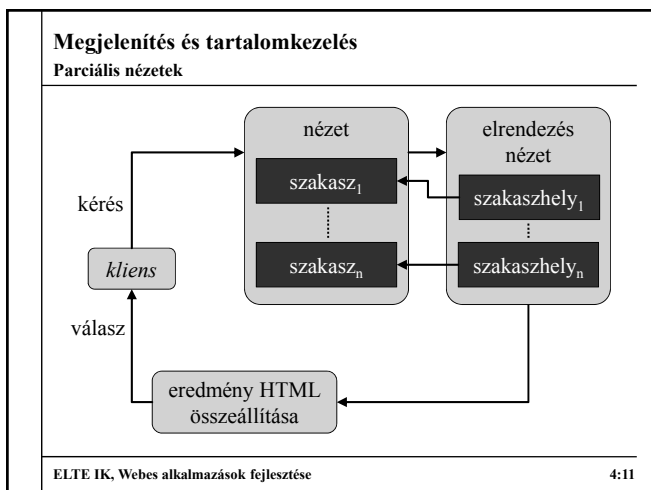 Megjelenítés és tartalomkezelés
Parciális nézetek
nézet
szakasz₁
szakaszₙ
elrendezés
nézet
szakaszhely₁
szakaszhelyₙ
kérés
kliens
válasz
eredmény HTML
összeállítása
ELTE IK, Webes alkalmazások fejlesztése 4:11